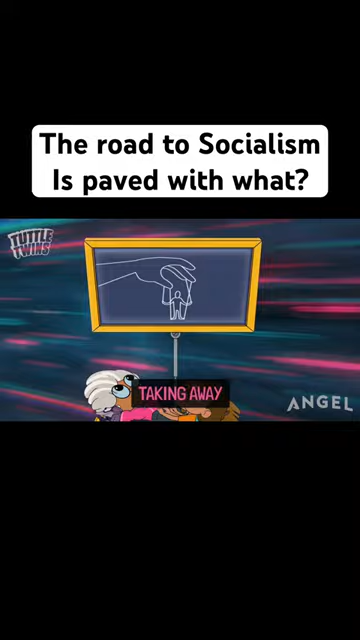 The road to Socialism
Is paved with what?
TUTTLE
TWINS
TAKING AWAY
ANGEL